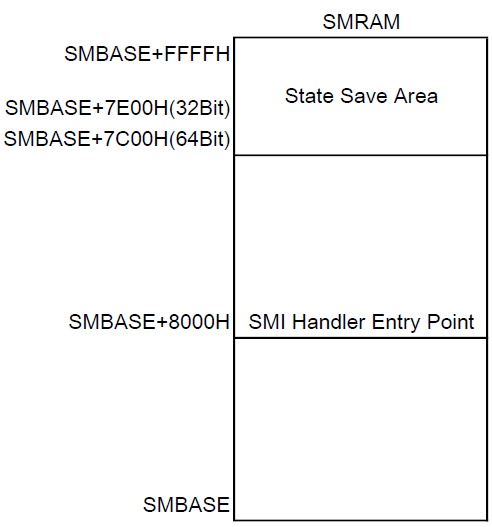 SMRAM
SMBASE+FFFFH
State Save Area
SMBASE+7E00H(32Bit)
SMBASE+7C00H(64Bit)
SMBASE+8000H
SMI Handler Entry Point
SMBASE